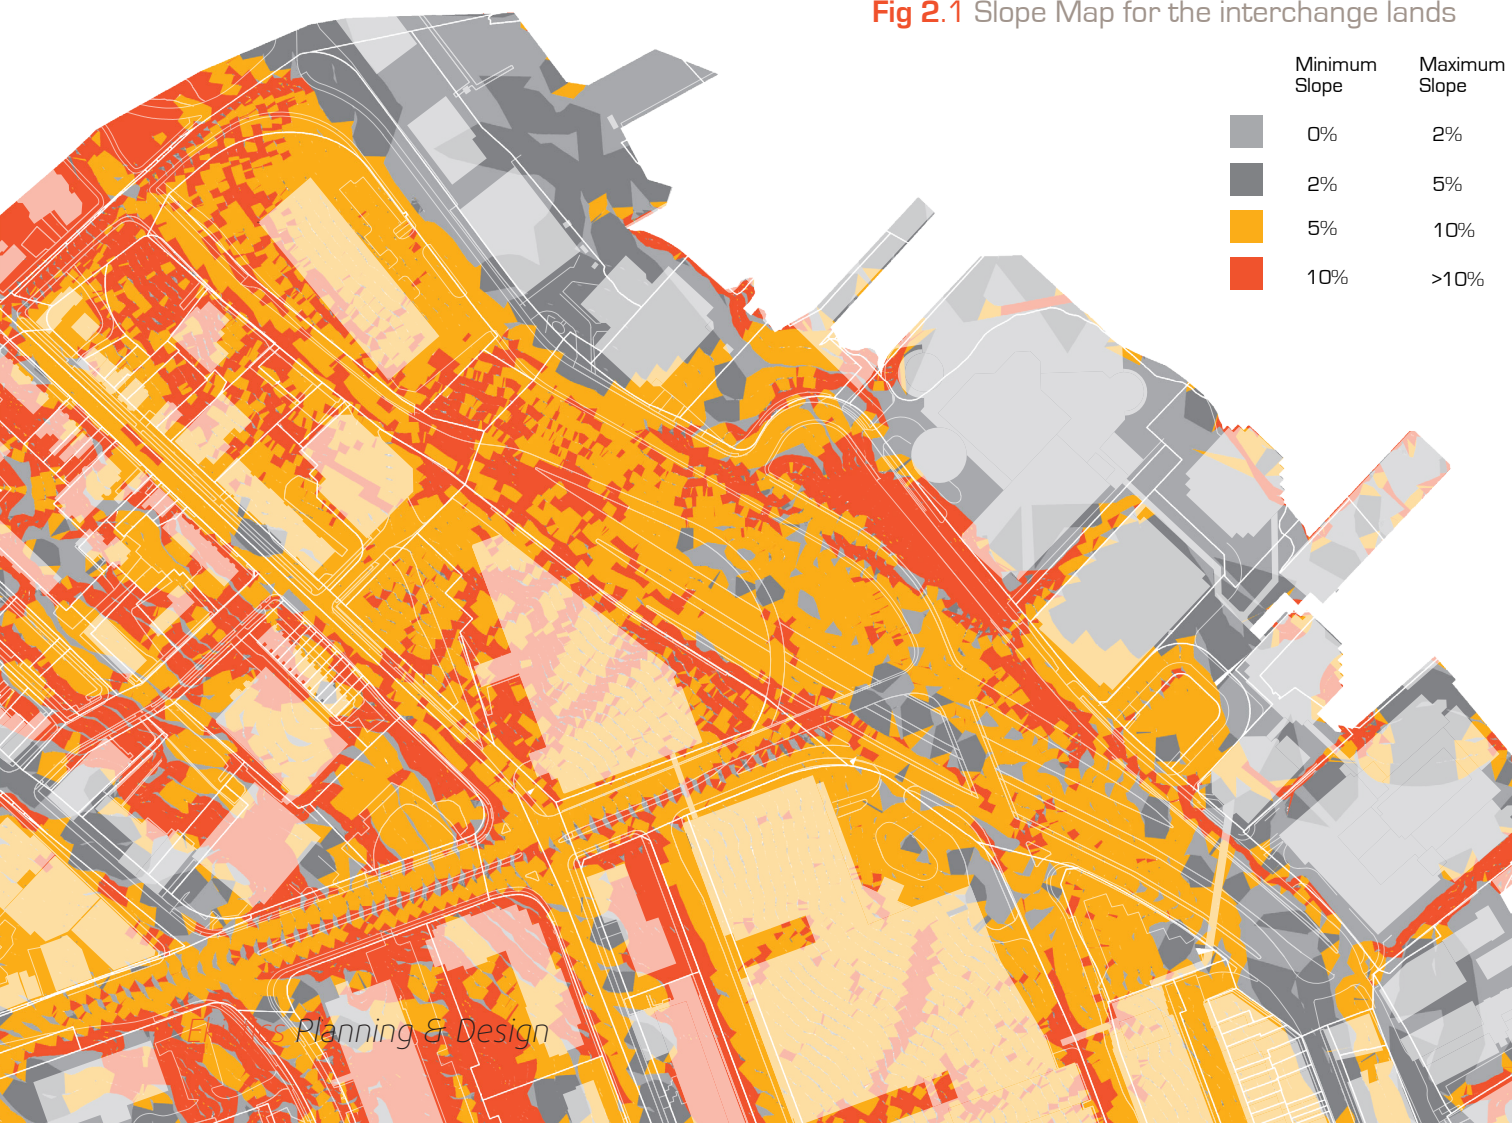 Fig 2.1 Slope Map for the interchange lands
Minimum Slope
Maximum Slope
0% 2%
2% 5%
5% 10%
10% >10%
Planning & Design